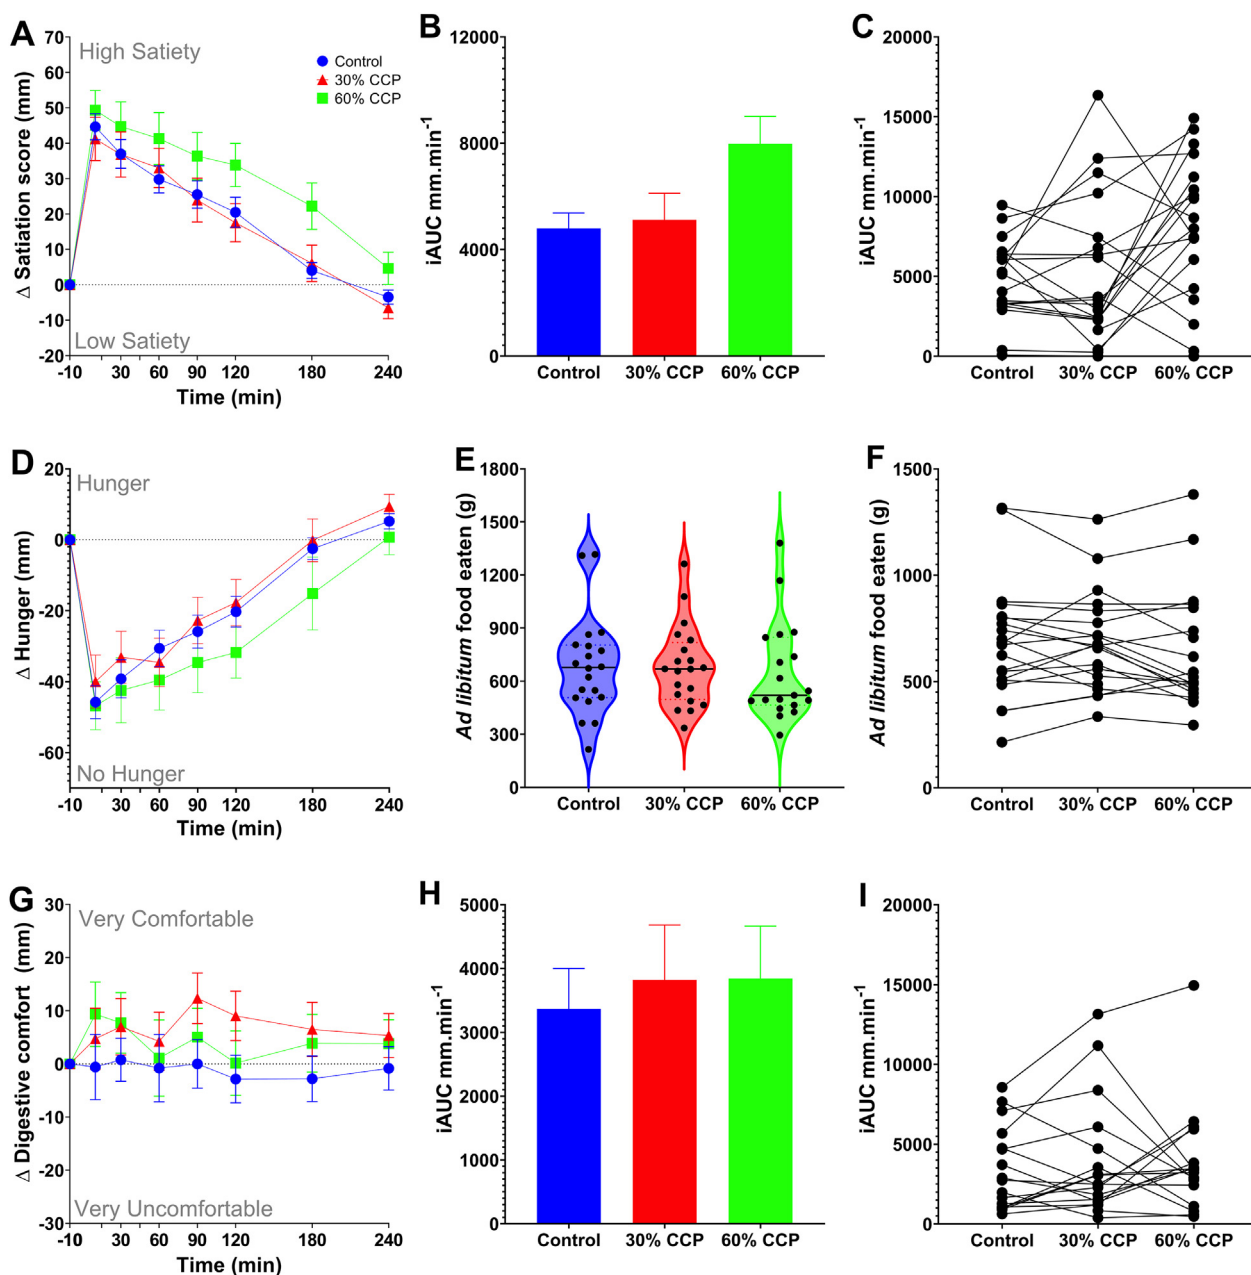 A
Δ Satiation score (mm)
70
60
50
40
30
20
10
0
-10
-20
High Satiety
Low Satiety
Control
30% CCP
60% CCP
-10 30 60 90 120 180 240
Time (min)
B
iAUC mm.min-1
12000
8000
4000
0
Control 30% CCP 60% CCP
C
iAUC mm.min-1
20000
15000
10000
5000
0
Control 30% CCP 60% CCP
D
Δ Hunger (mm)
20
0
-20
-40
-60
Hunger
No Hunger
-10 30 60 90 120 180 240
Time (min)
E
Ad libitum food eaten (g)
1800
1500
1200
900
600
300
0
Control 30% CCP 60% CCP
F
Ad libitum food eaten (g)
1500
1000
500
0
Control 30% CCP 60% CCP
G
Δ Digestive comfort (mm)
30
20
10
0
-10
-20
-30
Very Comfortable
Very Uncomfortable
-10 30 60 90 120 180 240
Time (min)
H
iAUC mm.min-1
5000
4000
3000
2000
1000
0
Control 30% CCP 60% CCP
I
iAUC mm.min-1
20000
15000
10000
5000
0
Control 30% CCP 60% CCP